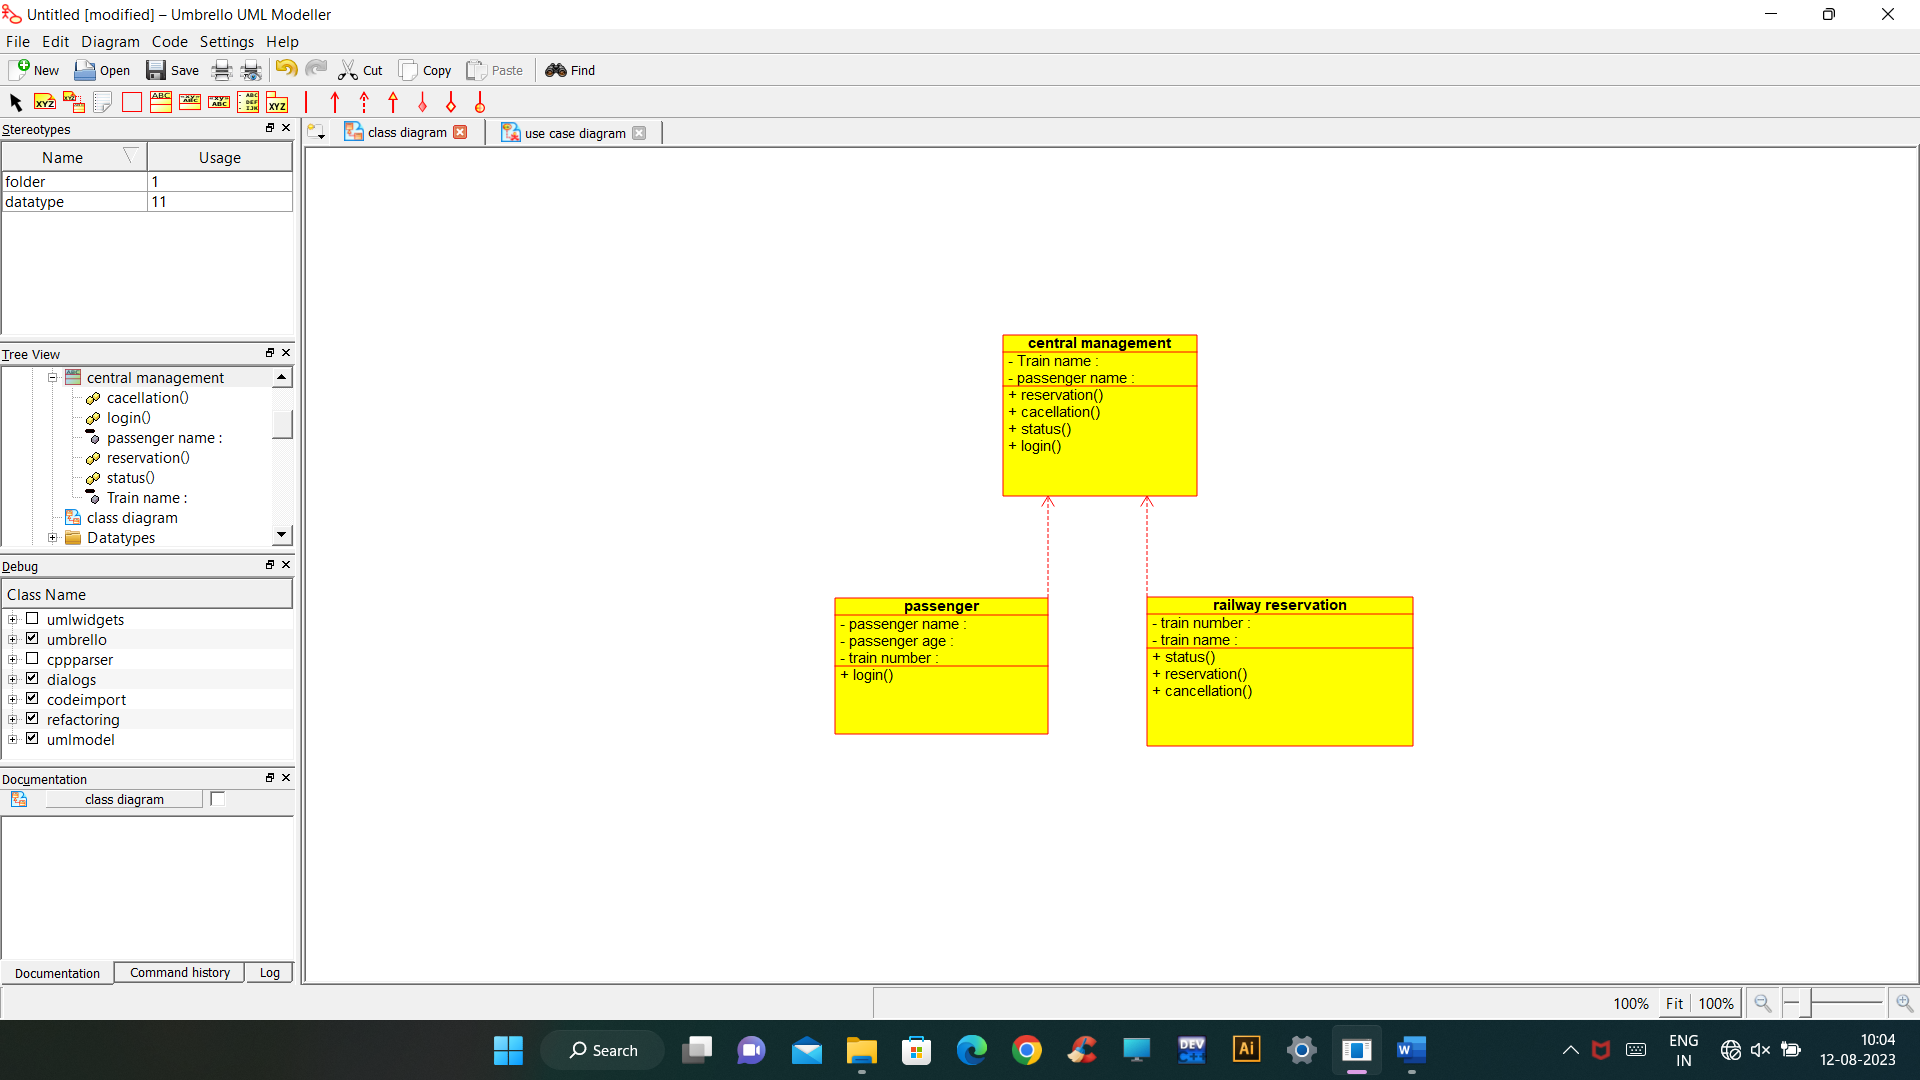 Untitled [modified] – Umbrello UML Modeller
File Edit Diagram Code Settings Help
New Open Save Cut Copy Paste Find
Stereotypes
class diagram use case diagram
Name Usage
folder 1
datatype 11
Tree View
central management
cacellation()
login()
passenger name :
reservation()
status()
Train name :
class diagram
Datatypes
Debug
Class Name
umlwidgets
umbrello
cppparser
dialogs
codeimport
refactoring
umlmodel
Documentation
class diagram
Documentation Command history Log
central management
- Train name :
- passenger name :
+ reservation()
+ cacellation()
+ status()
+ login()
passenger
- passenger name :
- passenger age :
- train number :
+ login()
railway reservation
- train number :
- train name :
+ status()
+ reservation()
+ cancellation()
100% Fit 100%
Search
DEV
C++
Ai
W
ENG
IN
10:04
12-08-2023